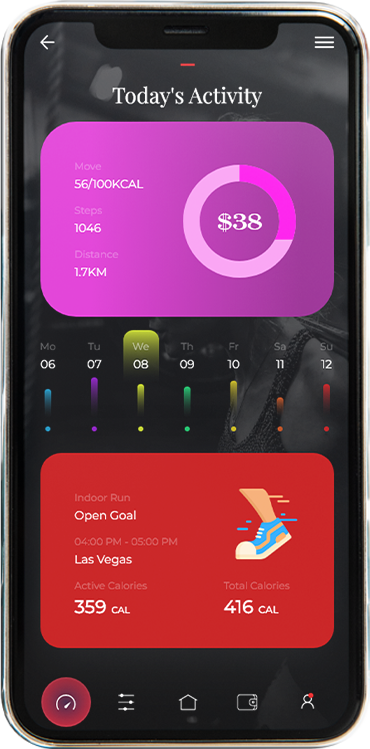 Today's Activity
Move
56/100KCAL
Steps
1046
Distance
1.7KM
$38
Mo Tu We Th Fr Sa Su
06 07 08 09 10 11 12
Indoor Run
Open Goal
04:00 PM - 05:00 PM
Las Vegas
Active Calories Total Calories
359 CAL 416 CAL